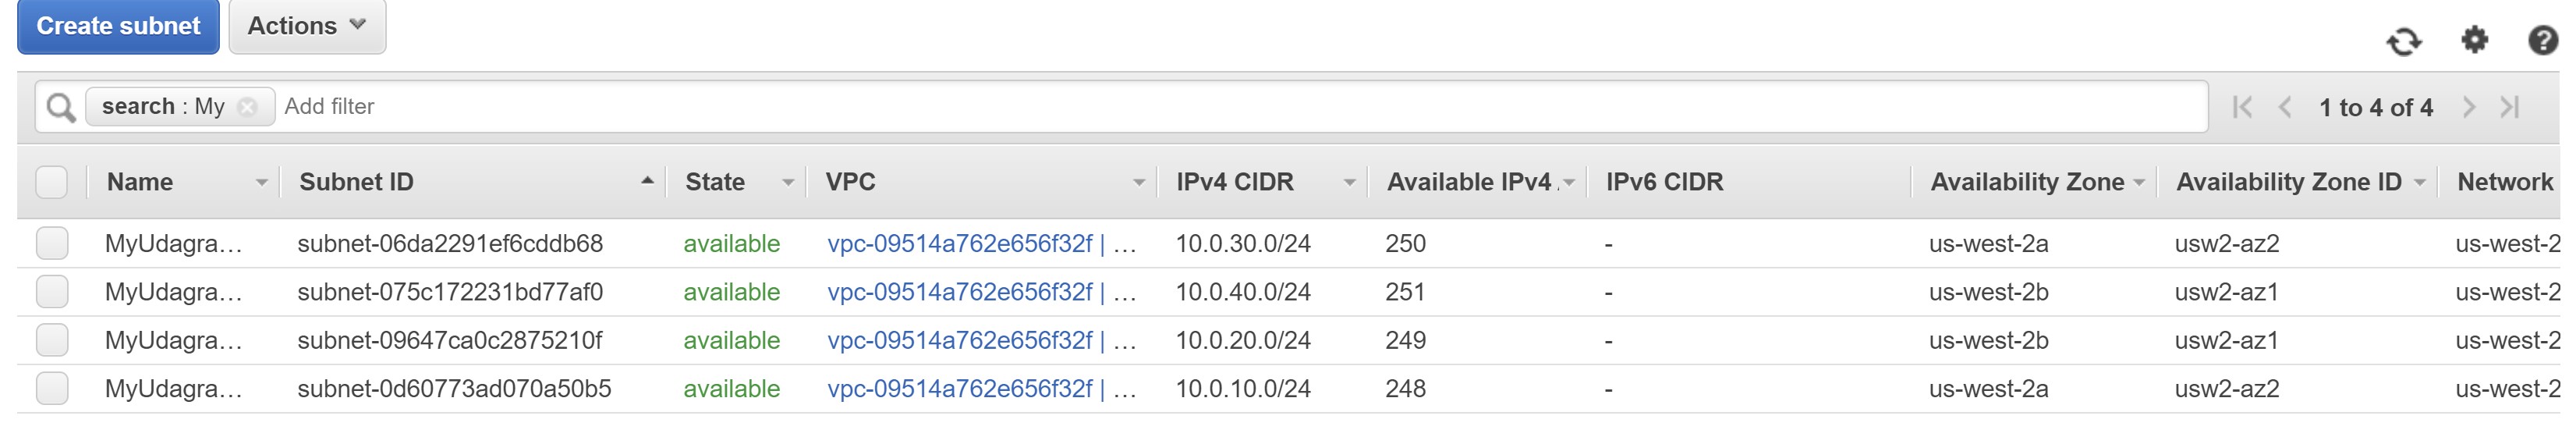 Create subnet Actions
search : My Add filter 1 to 4 of 4
Name Subnet ID State VPC IPv4 CIDR Available IPv4 IPv6 CIDR Availability Zone Availability Zone ID Network
MyUdagra… subnet-06da2291ef6cddb68 available vpc-09514a762e656f32f | … 10.0.30.0/24 250 - us-west-2a usw2-az2 us-west-2
MyUdagra… subnet-075c172231bd77af0 available vpc-09514a762e656f32f | … 10.0.40.0/24 251 - us-west-2b usw2-az1 us-west-2
MyUdagra… subnet-09647ca0c2875210f available vpc-09514a762e656f32f | … 10.0.20.0/24 249 - us-west-2b usw2-az1 us-west-2
MyUdagra… subnet-0d60773ad070a50b5 available vpc-09514a762e656f32f | … 10.0.10.0/24 248 - us-west-2a usw2-az2 us-west-2